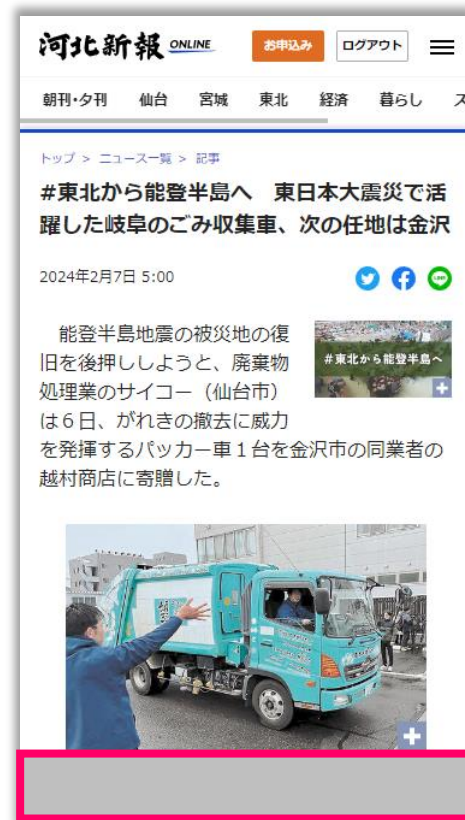 河北新報 ONLINE
お申込み
ログアウト
朝刊・夕刊 仙台 宮城 東北 経済 暮らし ス
トップ > ニュース一覧 > 記事
#東北から能登半島へ 東日本大震災で活
躍した岐阜のごみ収集車、次の任地は金沢
2024年2月7日 5:00
能登半島地震の被災地の復
旧を後押ししようと、廃棄物
処理業のサイコー(仙台市)
は6日、がれきの撤去に威力
を発揮するパッカー車1台を金沢市の同業者の
越村商店に寄贈した。
#東北から能登半島へ